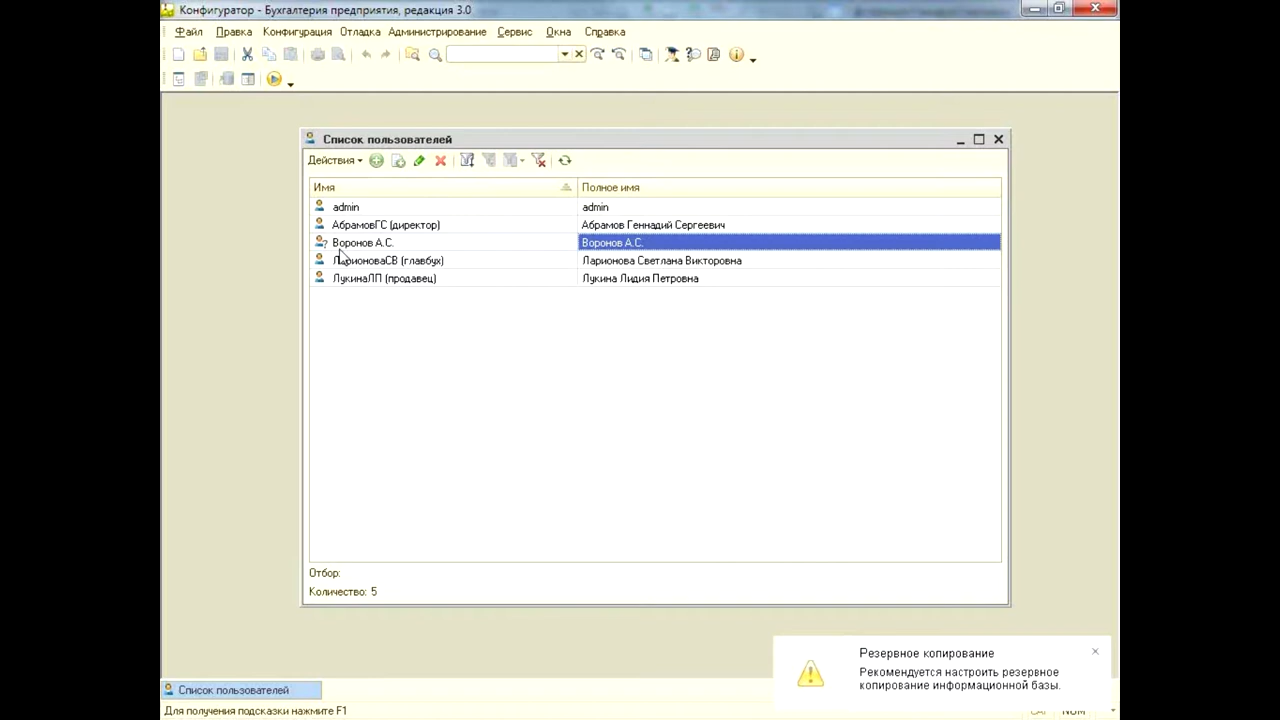 Конфигуратор - Бухгалтерия предприятия, редакция 3.0
Файл Правка Конфигурация Отладка Администрирование Сервис Окна Справка
Список пользователей
Действия
Имя Полное имя
admin admin
АбрамовГС (директор) Абрамов Геннадий Сергеевич
Воронов А.С. Воронов А.С.
ЛарионоваСВ (главбух) Ларионова Светлана Викторовна
ЛукинаЛП (продавец) Лукина Лидия Петровна
Отбор:
Количество: 5
Резервное копирование
Рекомендуется настроить резервное
копирование информационной базы.
Список пользователей
Для получения подсказки нажмите F1
NUM